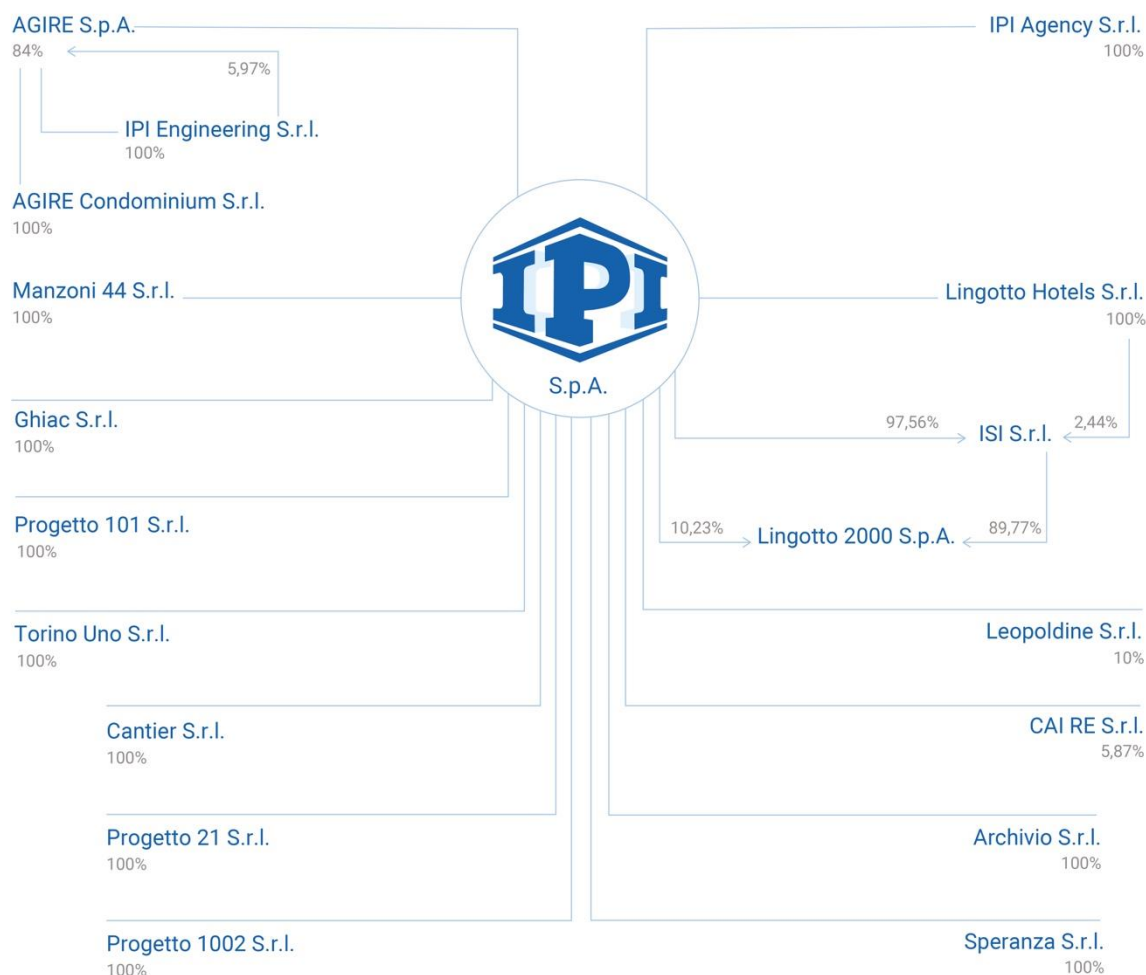 AGIRE S.p.A.
84%
5,97%
IPI Engineering S.r.l.
100%
AGIRE Condominium S.r.l.
100%
Manzoni 44 S.r.l.
100%
Ghiac S.r.l.
100%
Progetto 101 S.r.l.
100%
Torino Uno S.r.l.
100%
Cantier S.r.l.
100%
Progetto 21 S.r.l.
100%
Progetto 1002 S.r.l.
100%
IPI
S.p.A.
IPI Agency S.r.l.
100%
Lingotto Hotels S.r.l.
100%
97,56%
ISI S.r.l.
2,44%
10,23%
Lingotto 2000 S.p.A.
89,77%
Leopoldine S.r.l.
10%
CAI RE S.r.l.
5,87%
Archivio S.r.l.
100%
Speranza S.r.l.
100%